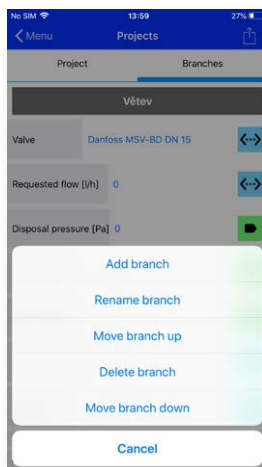 No SIM 13:59 27%
Menu Projects
Project Branches
Větev
Valve Danfoss MSV-BD DN 15
Requested flow [l/h] 0
Disposal pressure [Pa] 0
Add branch
Rename branch
Move branch up
Delete branch
Move branch down
Cancel